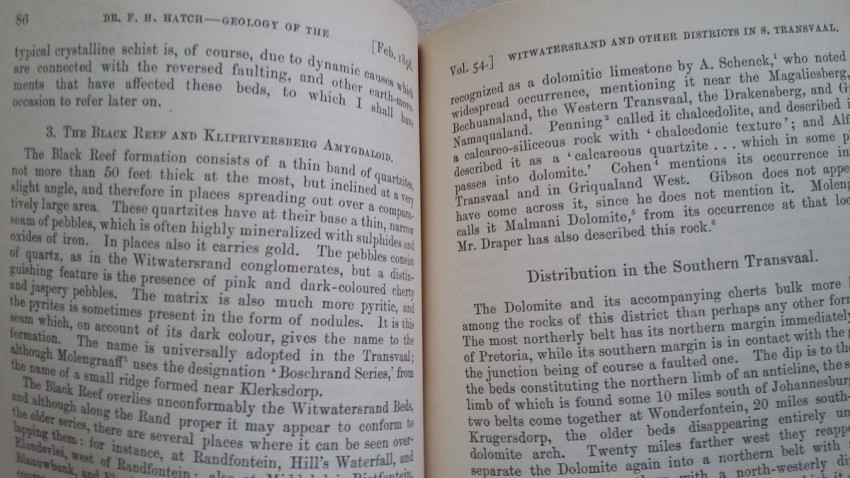 86 DR. F. H. HATCH—GEOLOGY OF THE [Feb. 1898,
typical crystalline schist is, of course, due to dynamic causes which
are connected with the reversed faulting, and other earth-move-
ments that have affected these beds, to which I shall have
occasion to refer later on.
3. THE BLACK REEF AND KLIPRIVERSBERG AMYGDALOID.
The Black Reef formation consists of a thin band of quartzites,
not more than 50 feet thick at the most, but inclined at a very
slight angle, and therefore in places spreading out over a compara-
tively large area. These quartzites have at their base a thin, narrow
seam of pebbles, which is often highly mineralized with sulphides and
oxides of iron. In places also it carries gold. The pebbles consist
of quartz, as in the Witwatersrand conglomerates, but a distin-
guishing feature is the presence of pink and dark-coloured cherty
and jaspery pebbles. The matrix is also much more pyritic, and
the pyrites is sometimes present in the form of nodules. It is this
seam which, on account of its dark colour, gives the name to the
formation. The name is universally adopted in the Transvaal;
although Molengraaff uses the designation 'Boschrand Series,' from
the name of a small ridge formed near Klerksdorp.
The Black Reef overlies unconformably the Witwatersrand Beds,
and although along the Rand proper it may appear to conform to
the older series, there are several places where it can be seen over-
lapping them: for instance, at Randfontein, Hill's Waterfall, and
Elandsvlei, west of Randfontein; also at Rietfontein,
Blaauwbank, and
Vol. 54.] WITWATERSRAND AND OTHER DISTRICTS IN S. TRANSVAAL.
recognized as a dolomitic limestone by A. Schenck,¹ who noted
widespread occurrence, mentioning it near the Magaliesberg,
Bechuanaland, the Western Transvaal, the Drakensberg, and G
Namaqualand. Penning² called it chalcedolite, and described i
a calcareo-siliceous rock with 'chalcedonic texture'; and Alf
described it as a 'calcareous quartzite . . . which in some p
passes into dolomite.' Cohen⁴ mentions its occurrence in
Transvaal and in Griqualand West. Gibson does not appe
have come across it, since he does not mention it. Moleng
calls it Malmani Dolomite,⁵ from its occurrence at that loc
Mr. Draper has also described this rock.⁶
Distribution in the Southern Transvaal.
The Dolomite and its accompanying cherts bulk more l
among the rocks of this district than perhaps any other form
The most northerly belt has its northern margin immediately
of Pretoria, while its southern margin is in contact with the
the junction being of course a faulted one. The dip is to the
the beds constituting the northern limb of an anticline, the s
limb of which is found some 10 miles south of Johannesburg
two belts come together at Wonderfontein, 20 miles south-
Krugersdorp, the older beds disappearing entirely un
dolomite arch. Twenty miles farther west they reappe
separate the Dolomite again into a northern belt with
with a north-westerly di